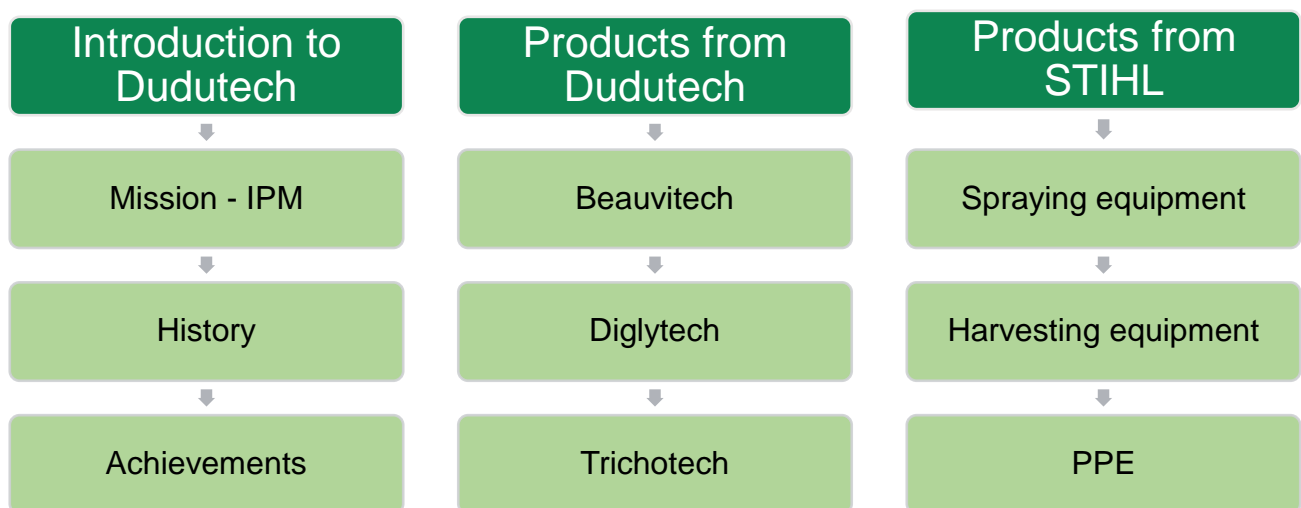 Introduction to
Dudutech
Mission - IPM
History
Achievements
Products from
Dudutech
Beauvitech
Diglytech
Trichotech
Products from
STIHL
Spraying equipment
Harvesting equipment
PPE